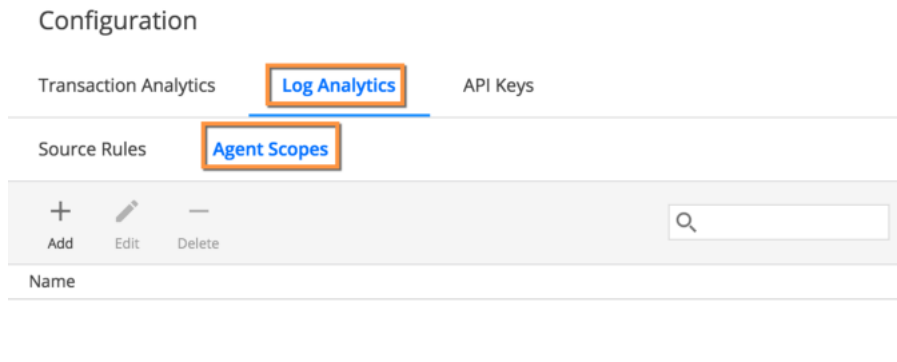 Configuration
Transaction Analytics Log Analytics API Keys
Source Rules Agent Scopes
Add Edit Delete
Name